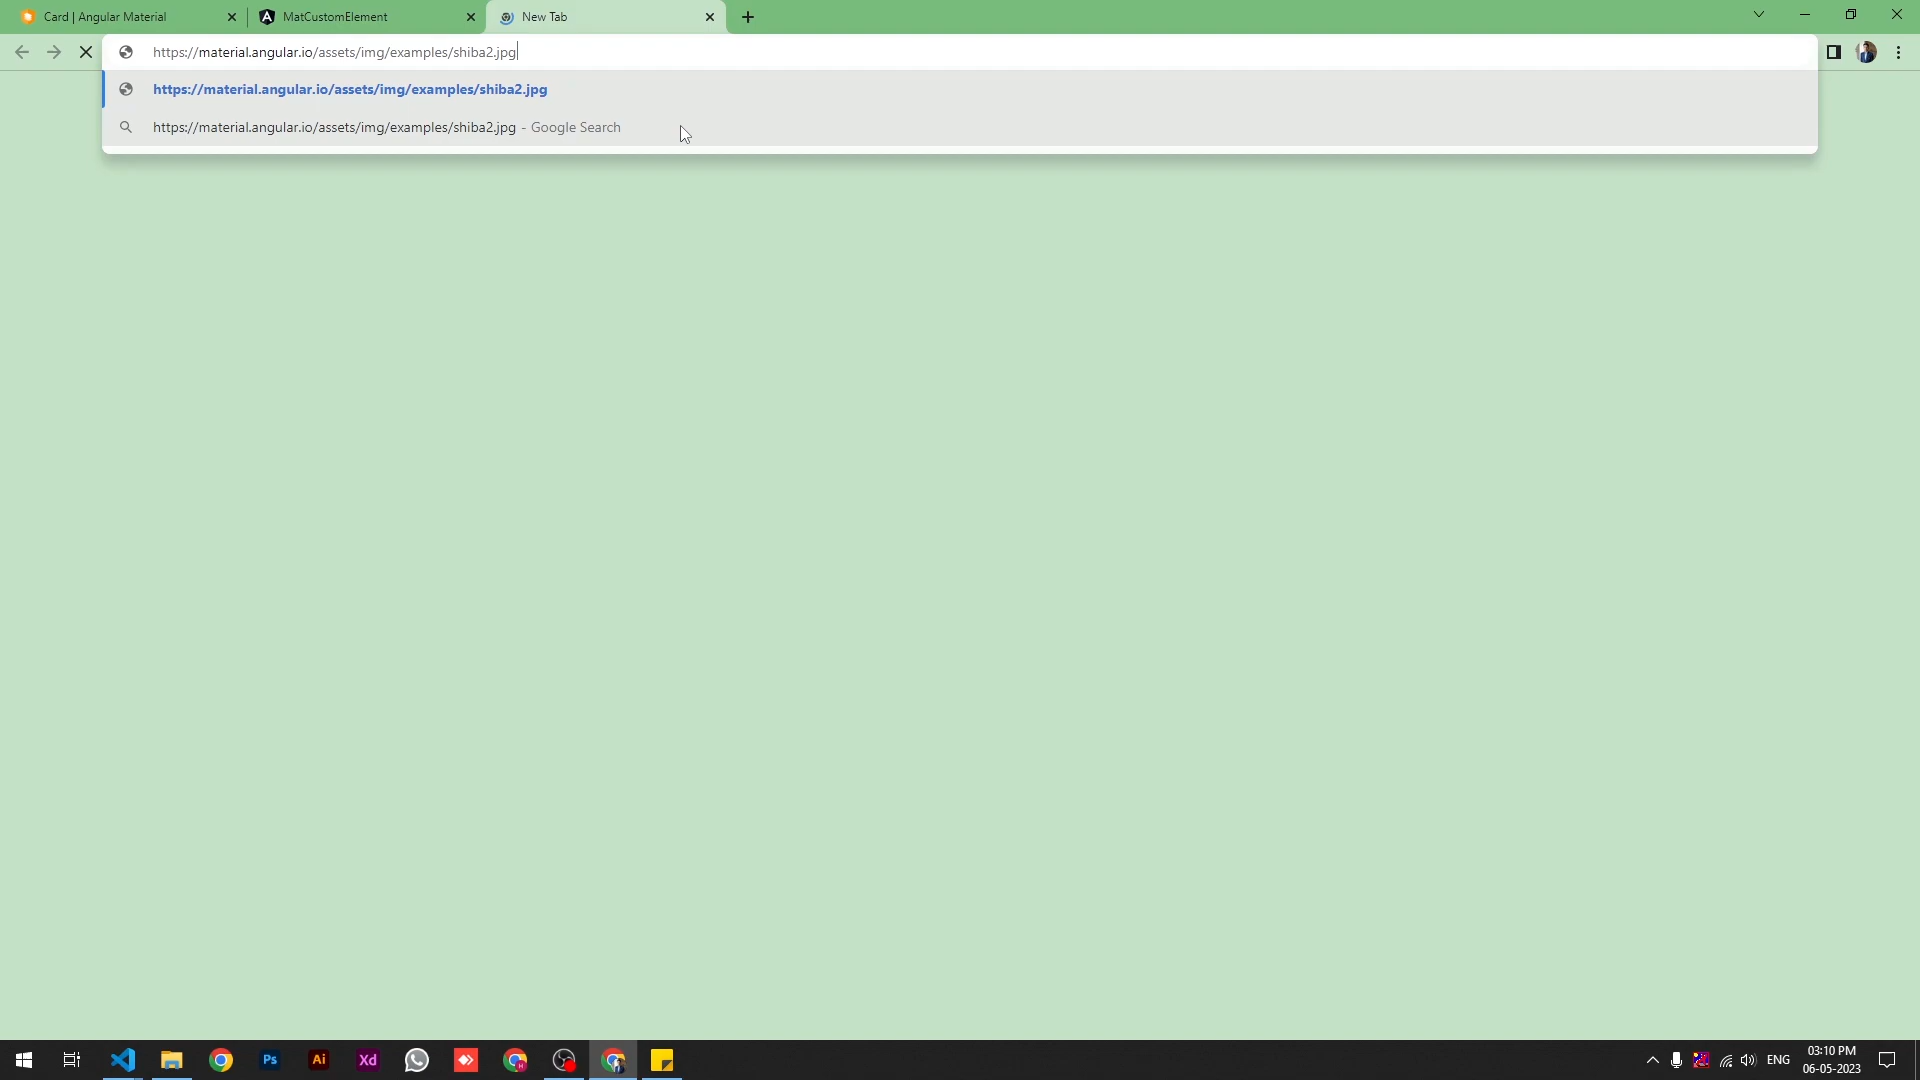 Card | Angular Material
MatCustomElement
New Tab
https://material.angular.io/assets/img/examples/shiba2.jpg
https://material.angular.io/assets/img/examples/shiba2.jpg
https://material.angular.io/assets/img/examples/shiba2.jpg - Google Search
Ps
Ai
Xd
ENG
03:10 PM
06-05-2023